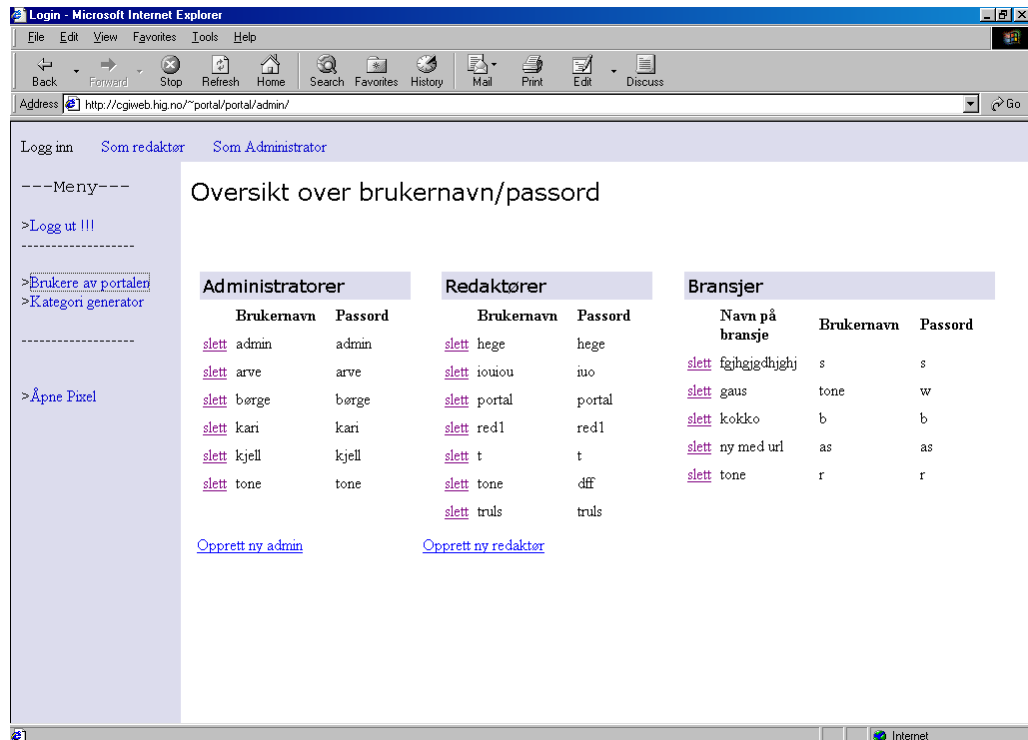 Login - Microsoft Internet Explorer
File Edit View Favorites Tools Help
Back Forward Stop Refresh Home Search Favorites History Mail Print Edit Discuss
Address http://cgiweb.hig.no/~portal/portal/admin/ Go
Logg inn Som redaktør Som Administrator
---Meny---
>Logg ut !!!
-------------------
>Brukere av portalen
>Kategori generator
-------------------
>Åpne Pixel
Oversikt over brukernavn/passord
Administratorer
Brukernavn Passord
slett admin admin
slett arve arve
slett børge børge
slett kari kari
slett kjell kjell
slett tone tone
Opprett ny admin
Redaktører
Brukernavn Passord
slett hege hege
slett iouiou iuo
slett portal portal
slett red1 red1
slett t t
slett tone dff
slett truls truls
Opprett ny redaktør
Bransjer
Navn på bransje Brukernavn Passord
slett fgjhgjgdhjghj s s
slett gaus tone w
slett kokko b b
slett ny med url as as
slett tone r r
Internet